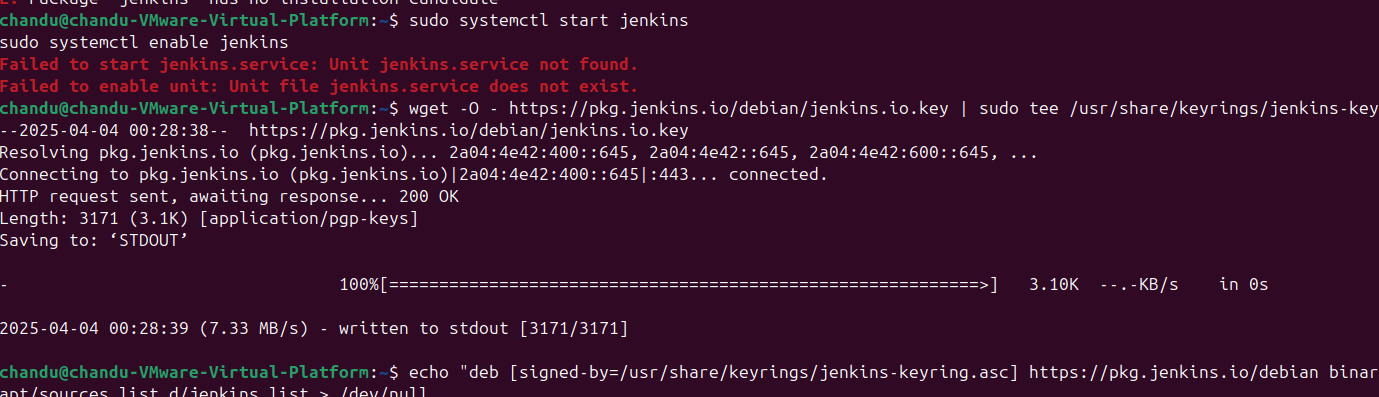 E: Package 'jenkins' has no installation candidate
chandu@chandu-VMware-Virtual-Platform:~$ sudo systemctl start jenkins
sudo systemctl enable jenkins
Failed to start jenkins.service: Unit jenkins.service not found.
Failed to enable unit: Unit file jenkins.service does not exist.
chandu@chandu-VMware-Virtual-Platform:~$ wget -O - https://pkg.jenkins.io/debian/jenkins.io.key | sudo tee /usr/share/keyrings/jenkins-key
--2025-04-04 00:28:38--  https://pkg.jenkins.io/debian/jenkins.io.key
Resolving pkg.jenkins.io (pkg.jenkins.io)... 2a04:4e42:400::645, 2a04:4e42::645, 2a04:4e42:600::645, ...
Connecting to pkg.jenkins.io (pkg.jenkins.io)|2a04:4e42:400::645|:443... connected.
HTTP request sent, awaiting response... 200 OK
Length: 3171 (3.1K) [application/pgp-keys]
Saving to: ‘STDOUT’
- 100%[===========================================================>] 3.10K --.-KB/s in 0s
2025-04-04 00:28:39 (7.33 MB/s) - written to stdout [3171/3171]
chandu@chandu-VMware-Virtual-Platform:~$ echo "deb [signed-by=/usr/share/keyrings/jenkins-keyring.asc] https://pkg.jenkins.io/debian binar
apt/sources.list.d/jenkins.list > /dev/null